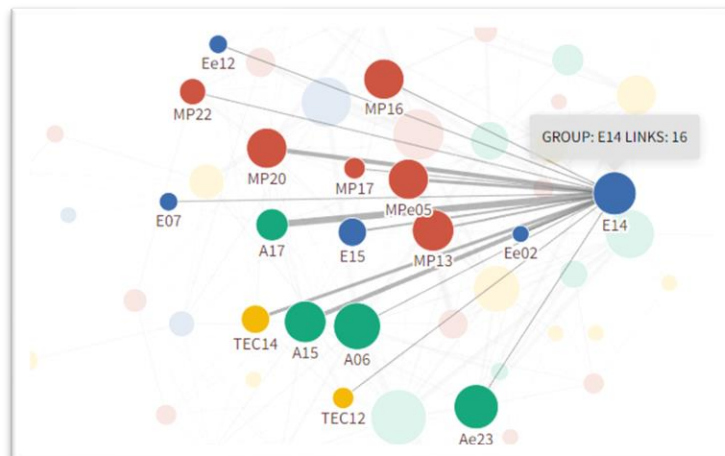 Ee12
MP22
MP16
GROUP: E14 LINKS: 16
MP20
MP17
MPe05
E07
A17
E15
MP13
Ee02
E14
TEC14
A15
A06
TEC12
Ae23